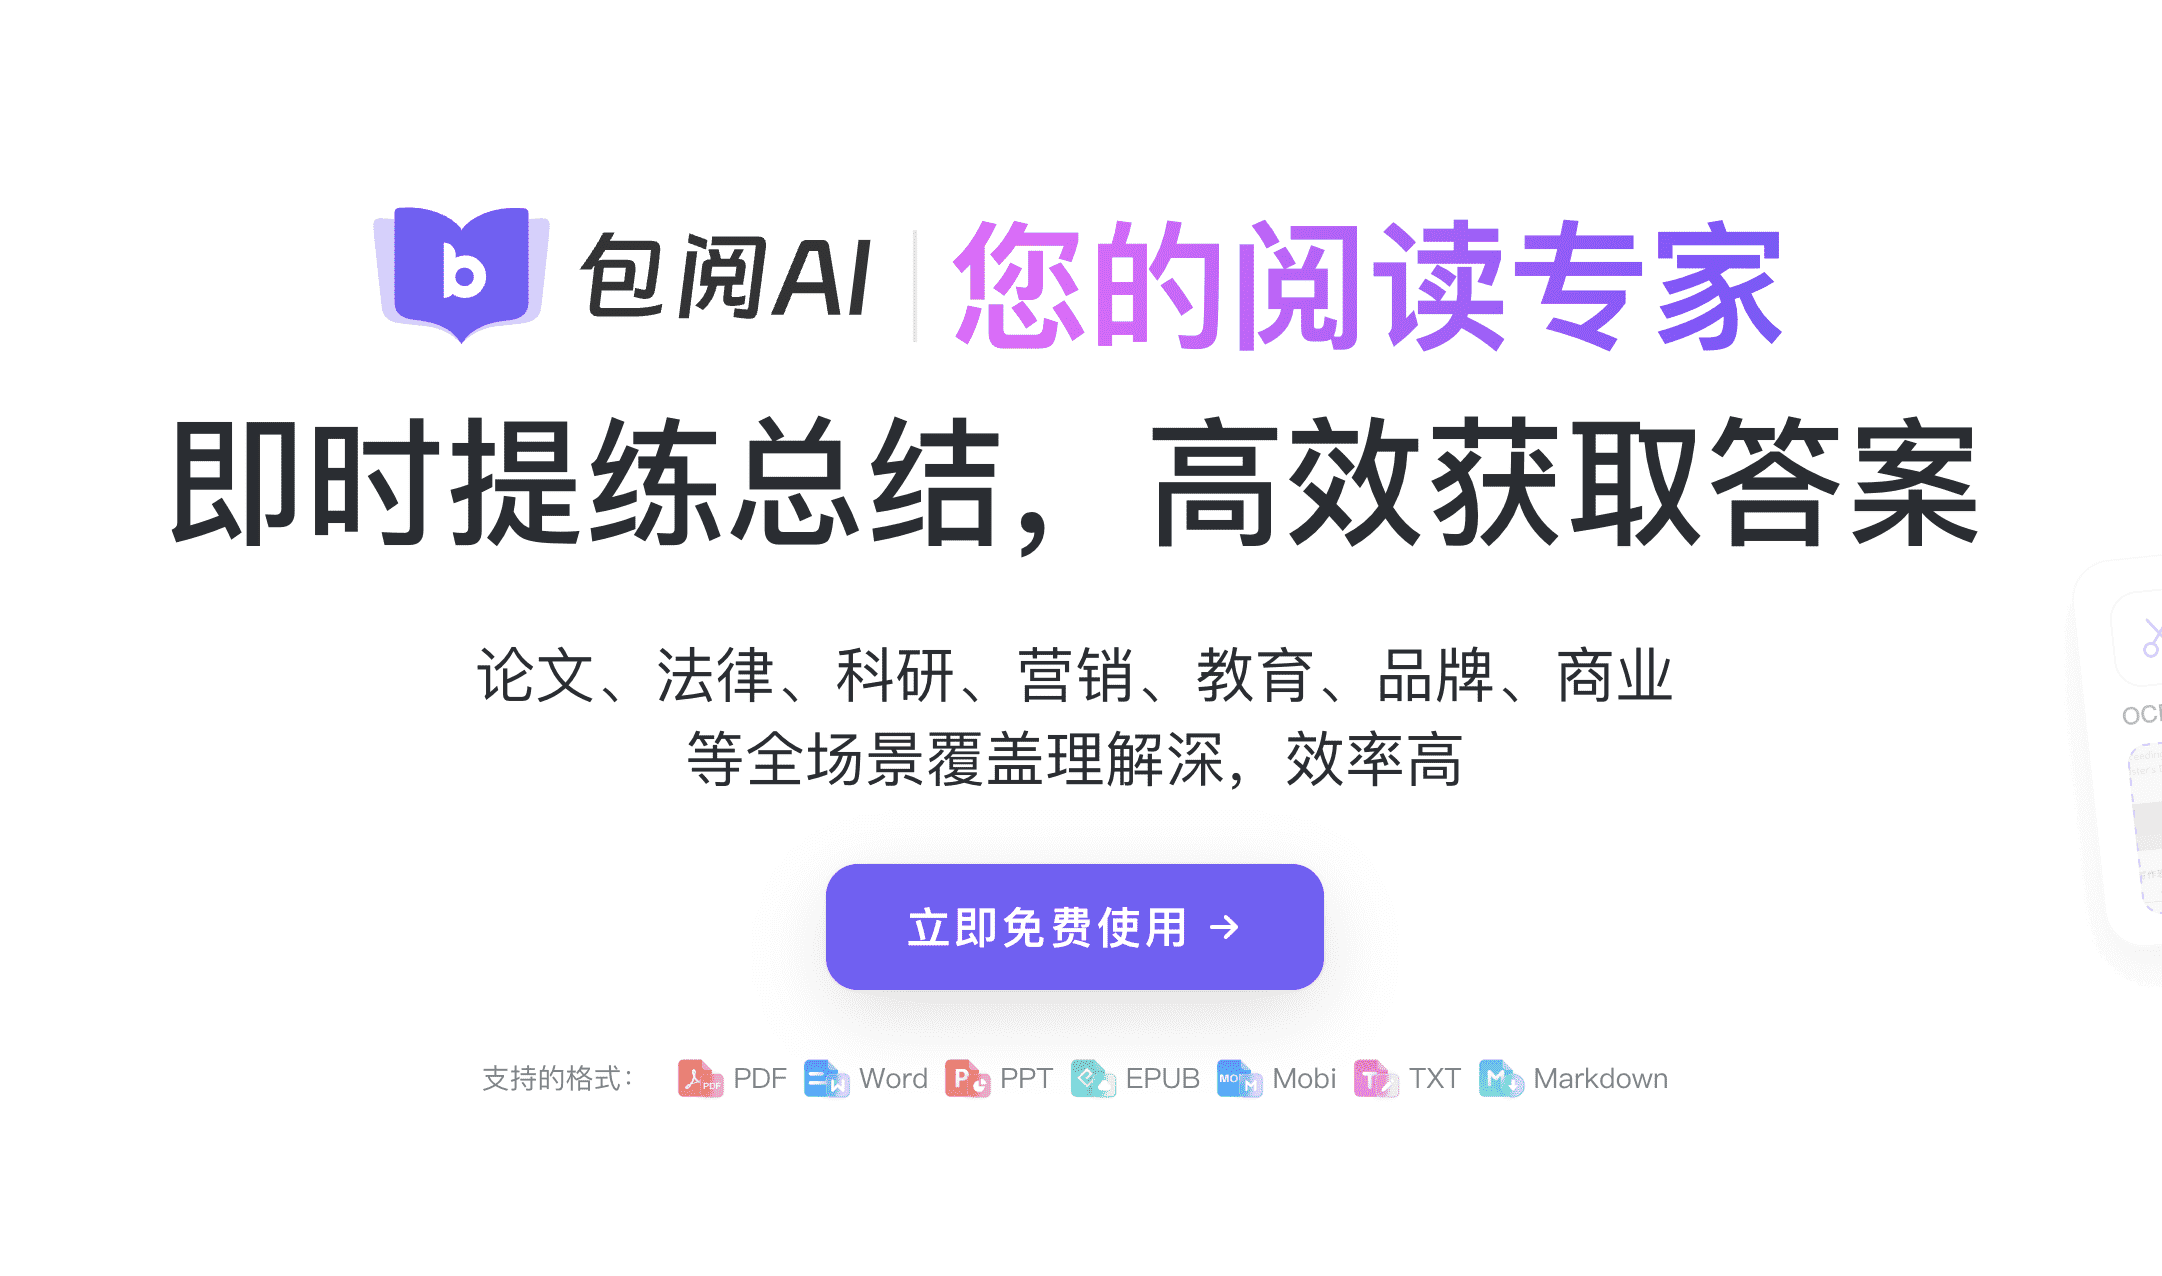 b 包阅AI 您的阅读专家
即时提练总结，高效获取答案
论文、法律、科研、营销、教育、品牌、商业
等全场景覆盖理解深，效率高
立即免费使用 →
支持的格式： PDF Word PPT EPUB Mobi TXT Markdown